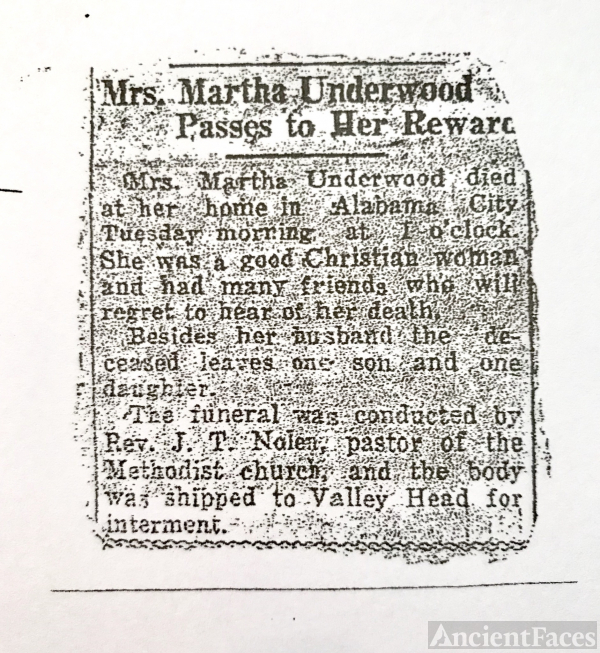 Mrs. Martha Underwood
Passes to Her Reward
Mrs. Martha Underwood died
at her home in Alabama City
Tuesday morning at 1 o'clock.
She was a good Christian woman
and had many friends who will
regret to hear of her death.
Besides her husband the de-
ceased leaves one son and one
daughter.
The funeral was conducted by
Rev. J. T. Nolen, pastor of the
Methodist church, and the body
was shipped to Valley Head for
interment.
AncientFaces